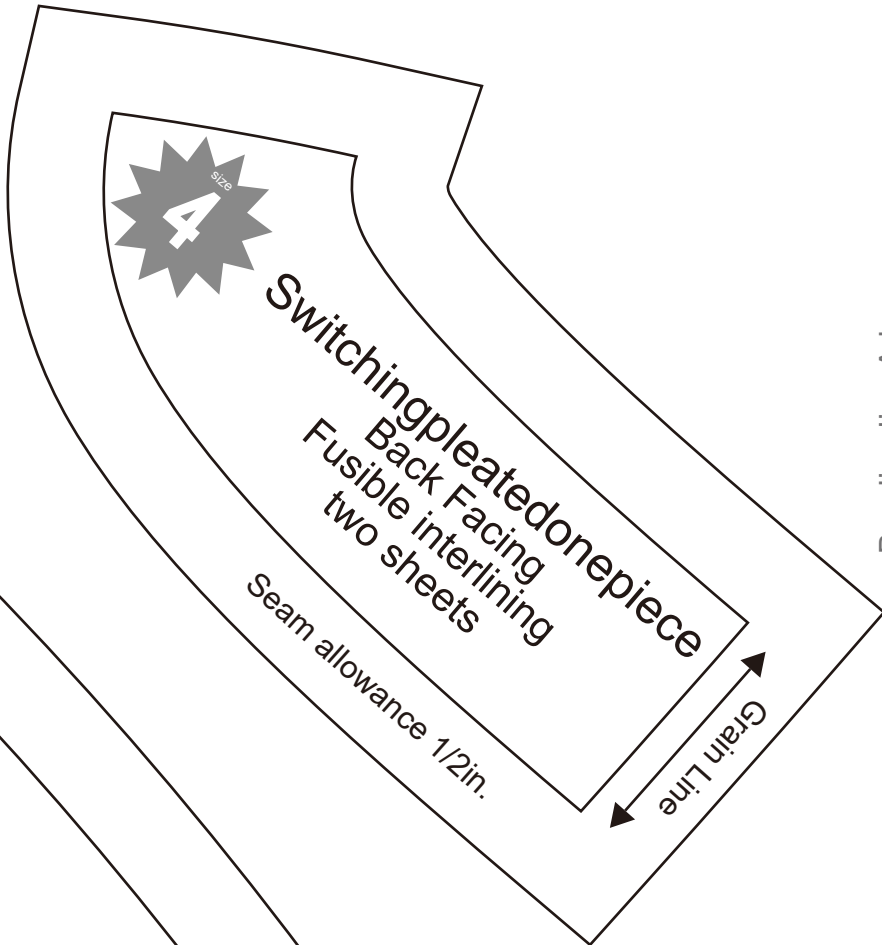 size
4
Switchingpleatedonepiece
Back Facing
Fusible interlining
two sheets
Seam allowance 1/2in.
Grain Line